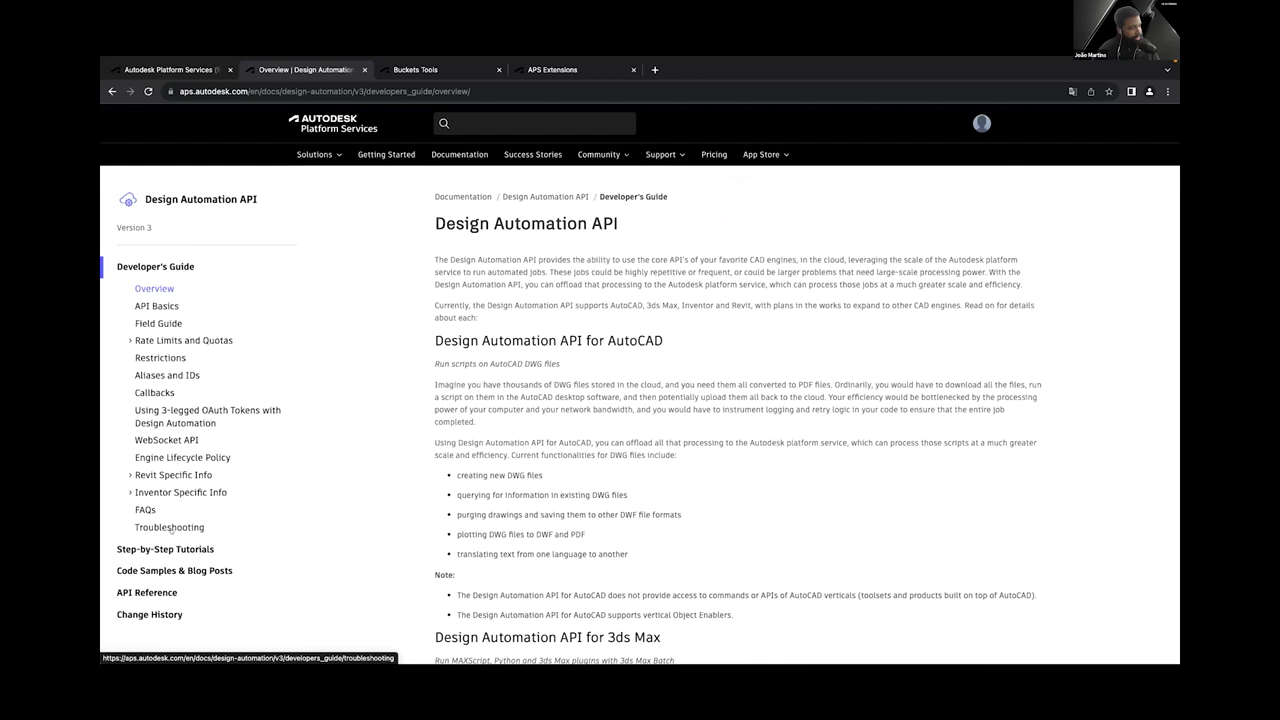 AUTODESK
João Martins
Autodesk Platform Services (
Overview | Design Automation
Buckets Tools
APS Extensions
aps.autodesk.com/en/docs/design-automation/v3/developers_guide/overview/
AUTODESK
Platform Services
Solutions
Getting Started
Documentation
Success Stories
Community
Support
Pricing
App Store
Design Automation API
Version 3
Developer's Guide
Overview
API Basics
Field Guide
Rate Limits and Quotas
Restrictions
Aliases and IDs
Callbacks
Using 3-legged OAuth Tokens with
Design Automation
WebSocket API
Engine Lifecycle Policy
Revit Specific Info
Inventor Specific Info
FAQs
Troubleshooting
Step-by-Step Tutorials
Code Samples & Blog Posts
API Reference
Change History
Documentation / Design Automation API / Developer's Guide
Design Automation API
The Design Automation API provides the ability to use the core API's of your favorite CAD engines, in the cloud, leveraging the scale of the Autodesk platform
service to run automated jobs. These jobs could be highly repetitive or frequent, or could be larger problems that need large-scale processing power. With the
Design Automation API, you can offload that processing to the Autodesk platform service, which can process those jobs at a much greater scale and efficiency.
Currently, the Design Automation API supports AutoCAD, 3ds Max, Inventor and Revit, with plans in the works to expand to other CAD engines. Read on for details
about each:
Design Automation API for AutoCAD
Run scripts on AutoCAD DWG files
Imagine you have thousands of DWG files stored in the cloud, and you need them all converted to PDF files. Ordinarily, you would have to download all the files, run
a script on them in the AutoCAD desktop software, and then potentially upload them all back to the cloud. Your efficiency would be bottlenecked by the processing
power of your computer and your network bandwidth, and you would have to instrument logging and retry logic in your code to ensure that the entire job
completed.
Using Design Automation API for AutoCAD, you can offload all that processing to the Autodesk platform service, which can process those scripts at a much greater
scale and efficiency. Current functionalities for DWG files include:
• creating new DWG files
• querying for information in existing DWG files
• purging drawings and saving them to other DWF file formats
• plotting DWG files to DWF and PDF
• translating text from one language to another
Note:
• The Design Automation API for AutoCAD does not provide access to commands or APIs of AutoCAD verticals (toolsets and products built on top of AutoCAD).
• The Design Automation API for AutoCAD supports vertical Object Enablers.
Design Automation API for 3ds Max
Run MAXScript, Python and 3ds Max plugins with 3ds Max Batch
https://aps.autodesk.com/en/docs/design-automation/v3/developers_guide/troubleshooting